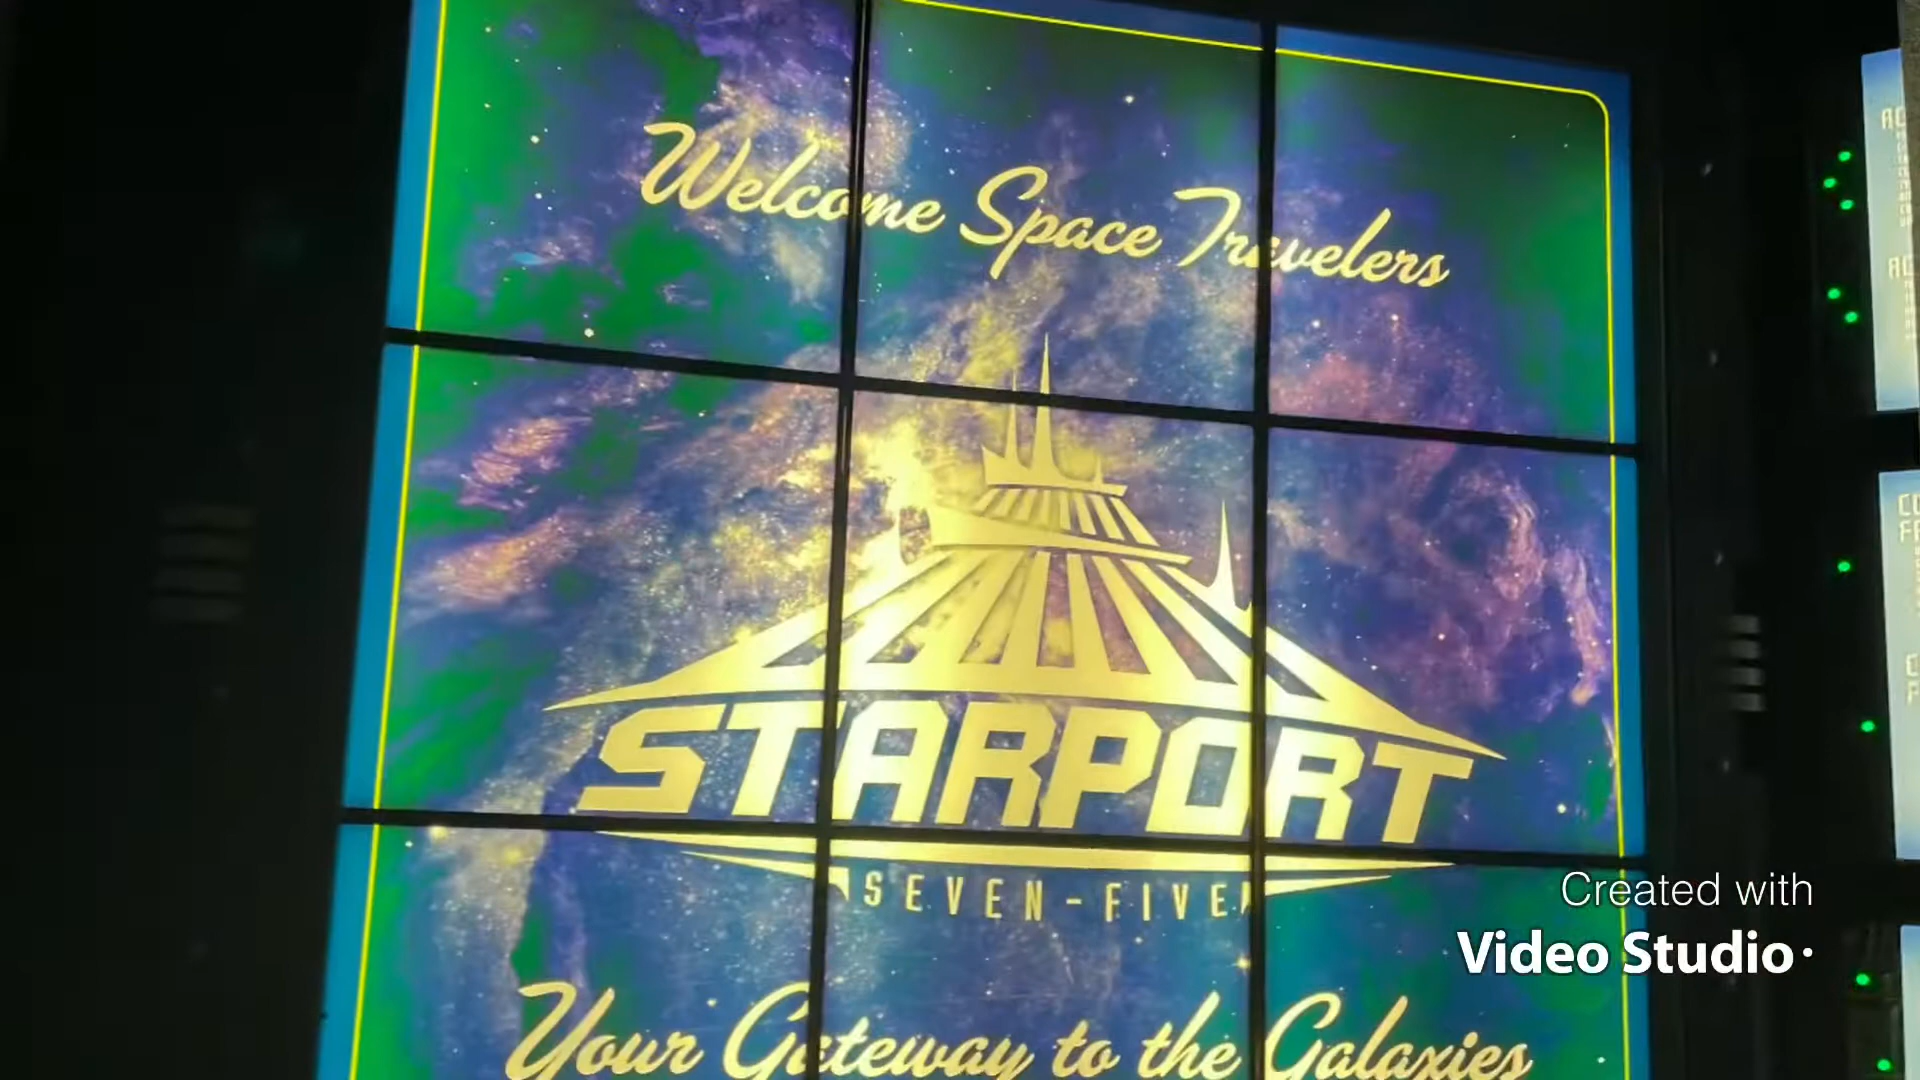 Welcome Space Travelers
STARPORT
SEVEN-FIVE
Your Gateway to the Galaxies
Created with
Video Studio